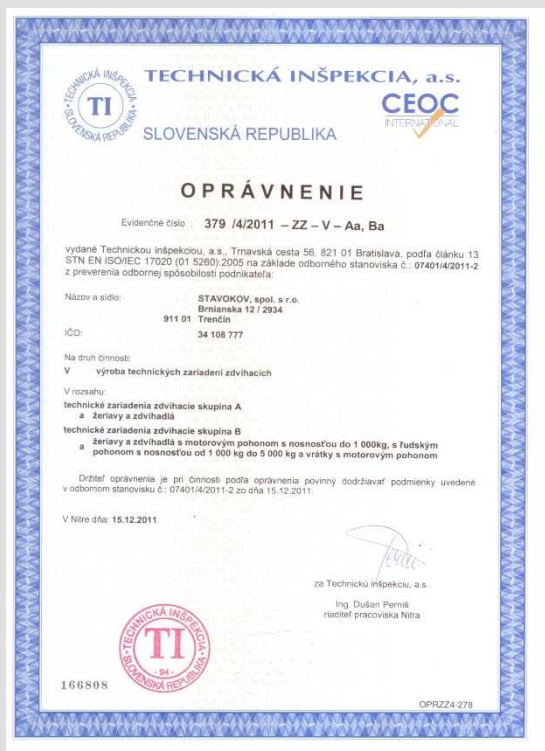 TECHNICKÁ INŠPEKCIA, a.s.
TECHNICKÁ INŠPEKCIA
TI
SLOVENSKÁ REPUBLIKA
CEOC
INTERNATIONAL
SLOVENSKÁ REPUBLIKA
OPRÁVNENIE
Evidenčné číslo : 379 /4/2011 – ZZ – V – Aa, Ba
vydané Technickou inšpekciou, a.s., Trnavská cesta 56, 821 01 Bratislava, podľa článku 13
STN EN ISO/IEC 17020 (01 5260):2005 na základe odborného stanoviska č.: 07401/4/2011-2
z preverenia odbornej spôsobilosti podnikateľa:
Názov a sídlo: STAVOKOV, spol. s r.o.
Brnianska 12 / 2934
911 01 Trenčín
IČO: 34 108 777
Na druh činnosti:
V výroba technických zariadení zdvíhacích
V rozsahu:
technické zariadenia zdvíhacie skupina A
a žeriavy a zdvíhadlá
technické zariadenia zdvíhacie skupina B
a žeriavy a zdvíhadlá s motorovým pohonom s nosnosťou do 1 000kg, s ľudským
pohonom s nosnosťou od 1 000 kg do 5 000 kg a vrátky s motorovým pohonom
Držiteľ oprávnenia je pri činnosti podľa oprávnenia povinný dodržiavať podmienky uvedené
v odbornom stanovisku č.: 07401/4/2011-2 zo dňa 15.12.2011.
V Nitre dňa: 15.12.2011
za Technickú inšpekciu, a.s.
Ing. Dušan Perniš
riaditeľ pracoviska Nitra
TECHNICKÁ INŠPEKCIA
TI
- 94 -
SLOVENSKÁ REPUBLIKA
166808
OPRZZ4-278